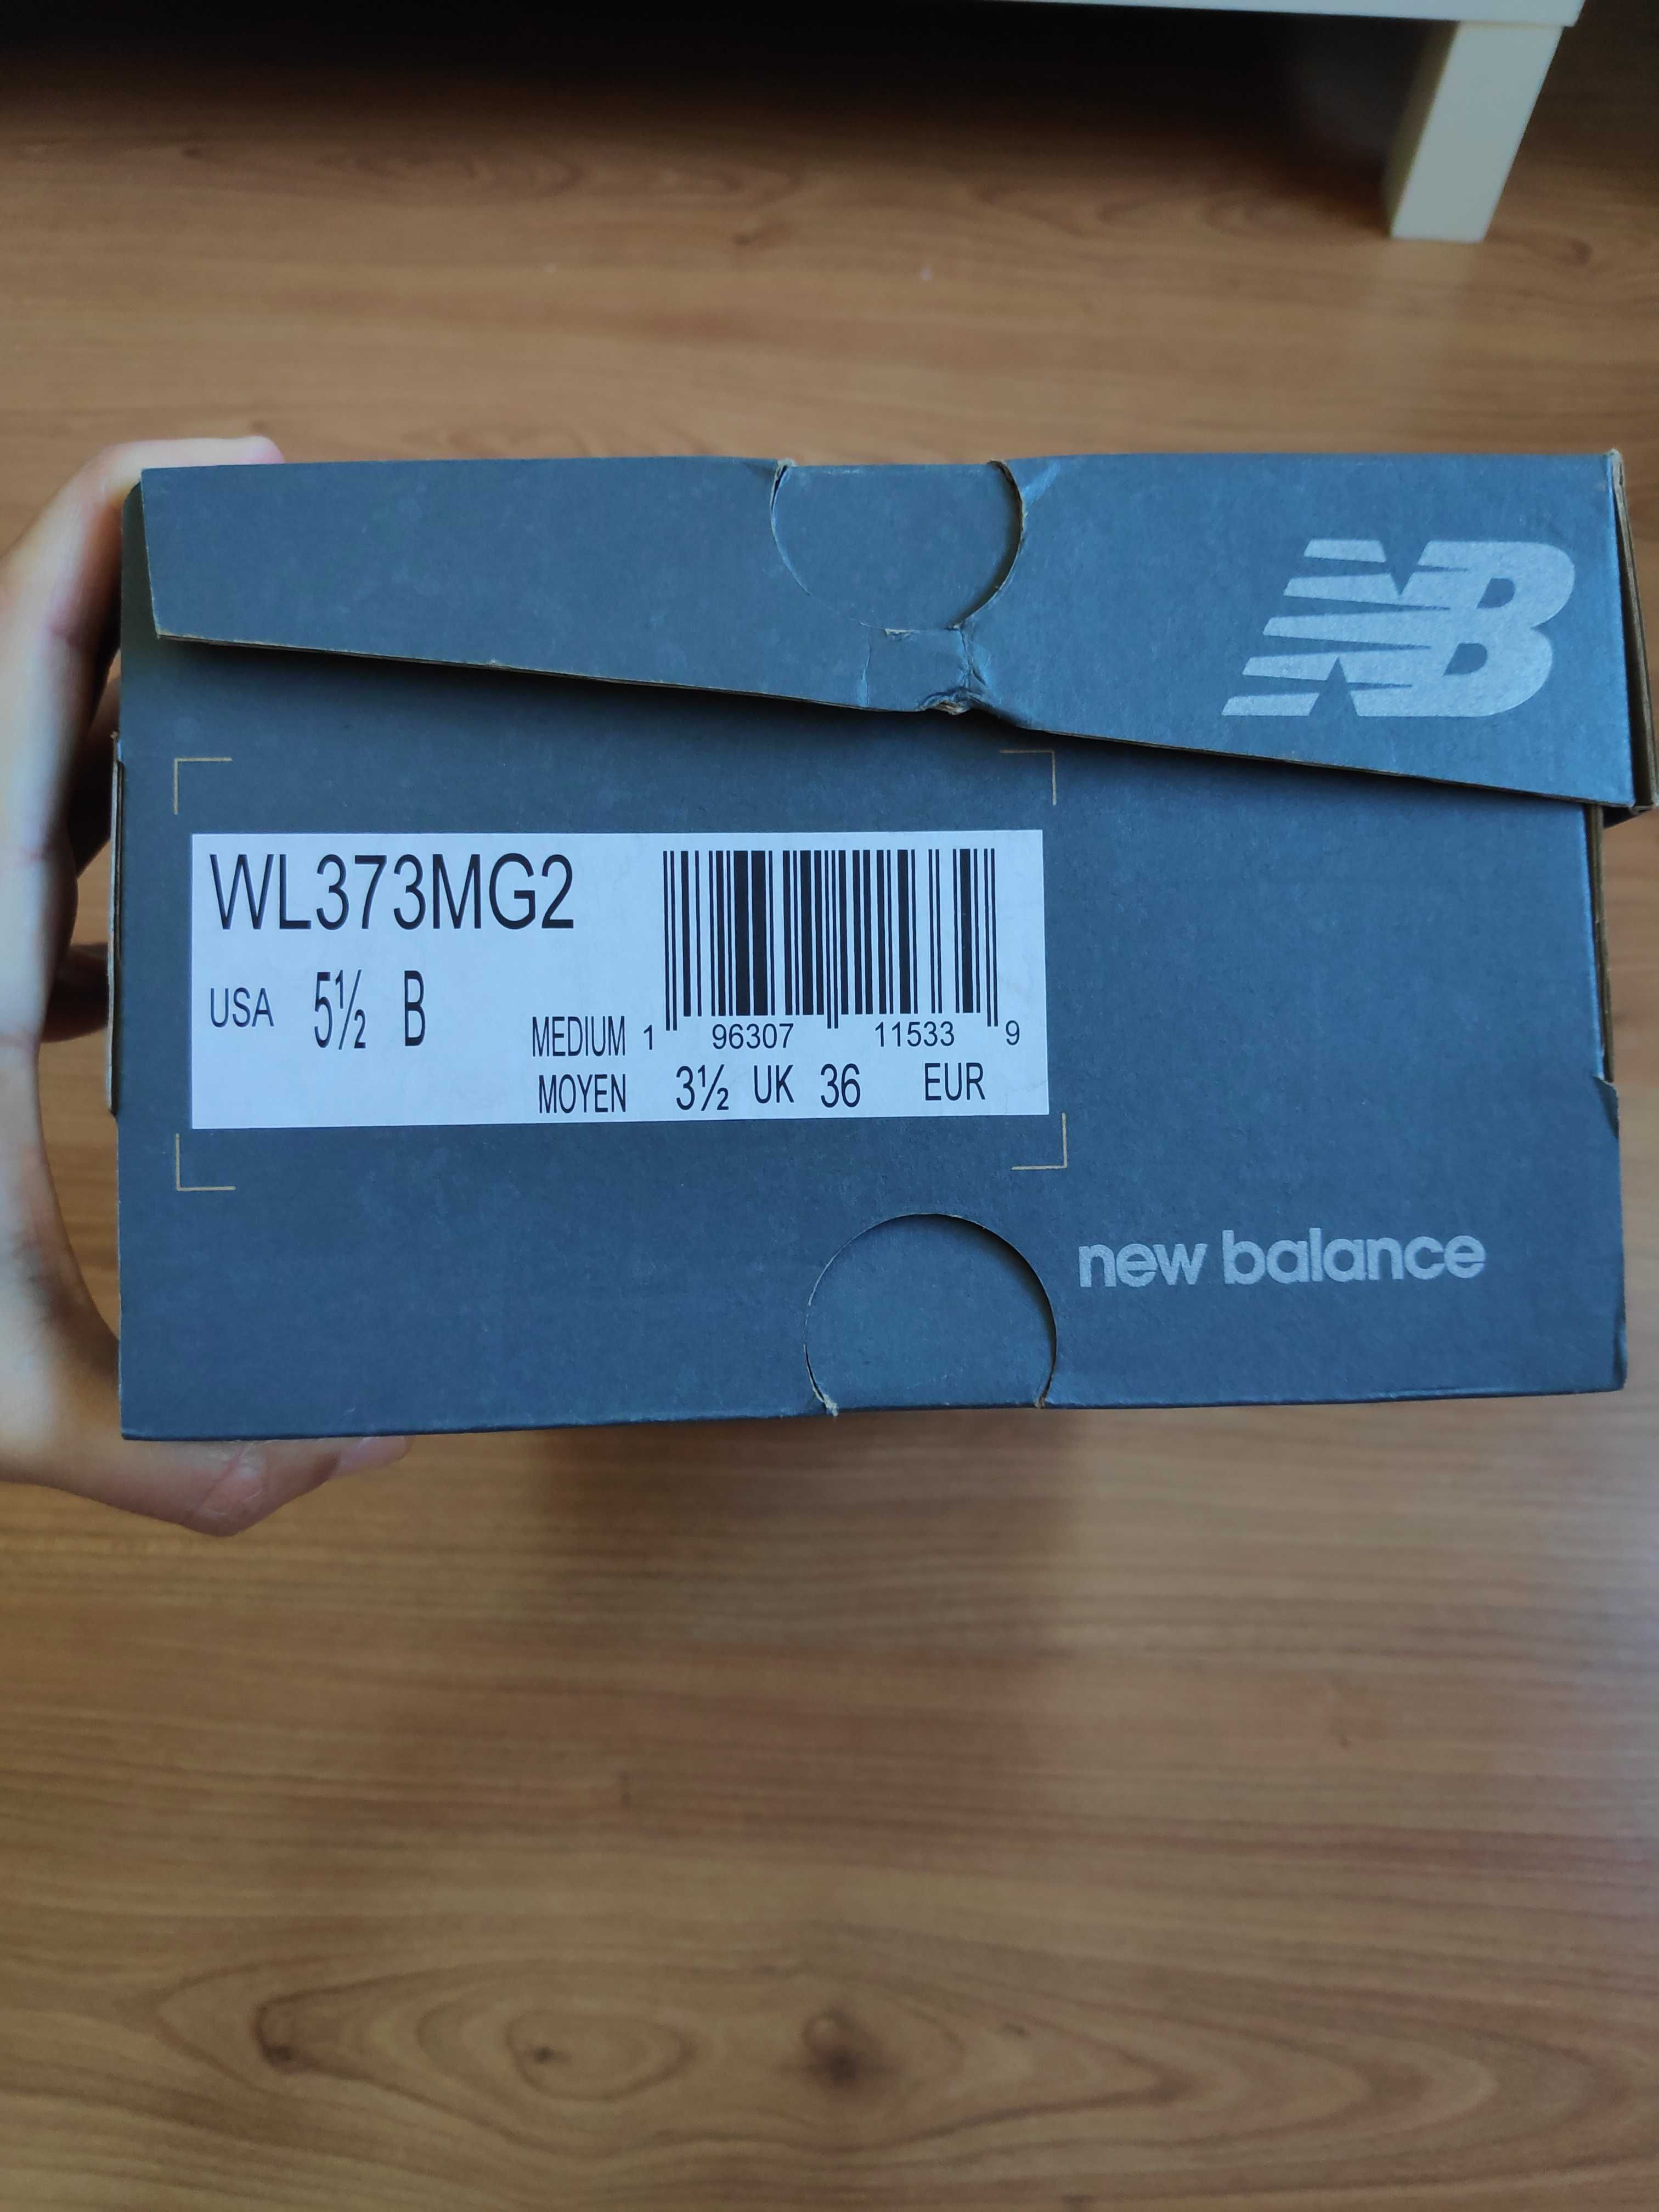 NB
WL373MG2
USA 5½ B
MEDIUM 1 96307 11533 9
MOYEN 3½ UK 36 EUR
new balance